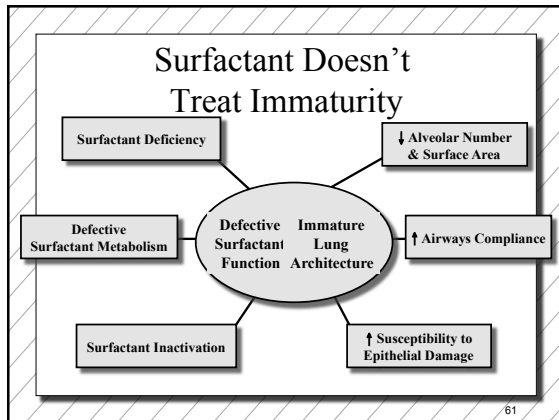 Surfactant Doesn't
Treat Immaturity
Surfactant Deficiency
↓ Alveolar Number
& Surface Area
Defective
Surfactant Metabolism
Defective
Surfactant
Function
Immature
Lung
Architecture
↑ Airways Compliance
Surfactant Inactivation
↑ Susceptibility to
Epithelial Damage
61